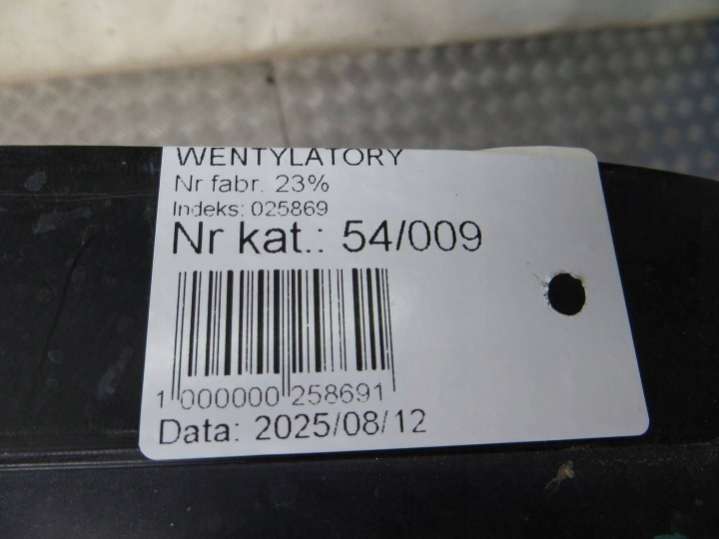 WENTYLATORY
Nr fabr. 23%
Indeks: 025869
Nr kat.: 54/009
1 000000 258691
Data: 2025/08/12